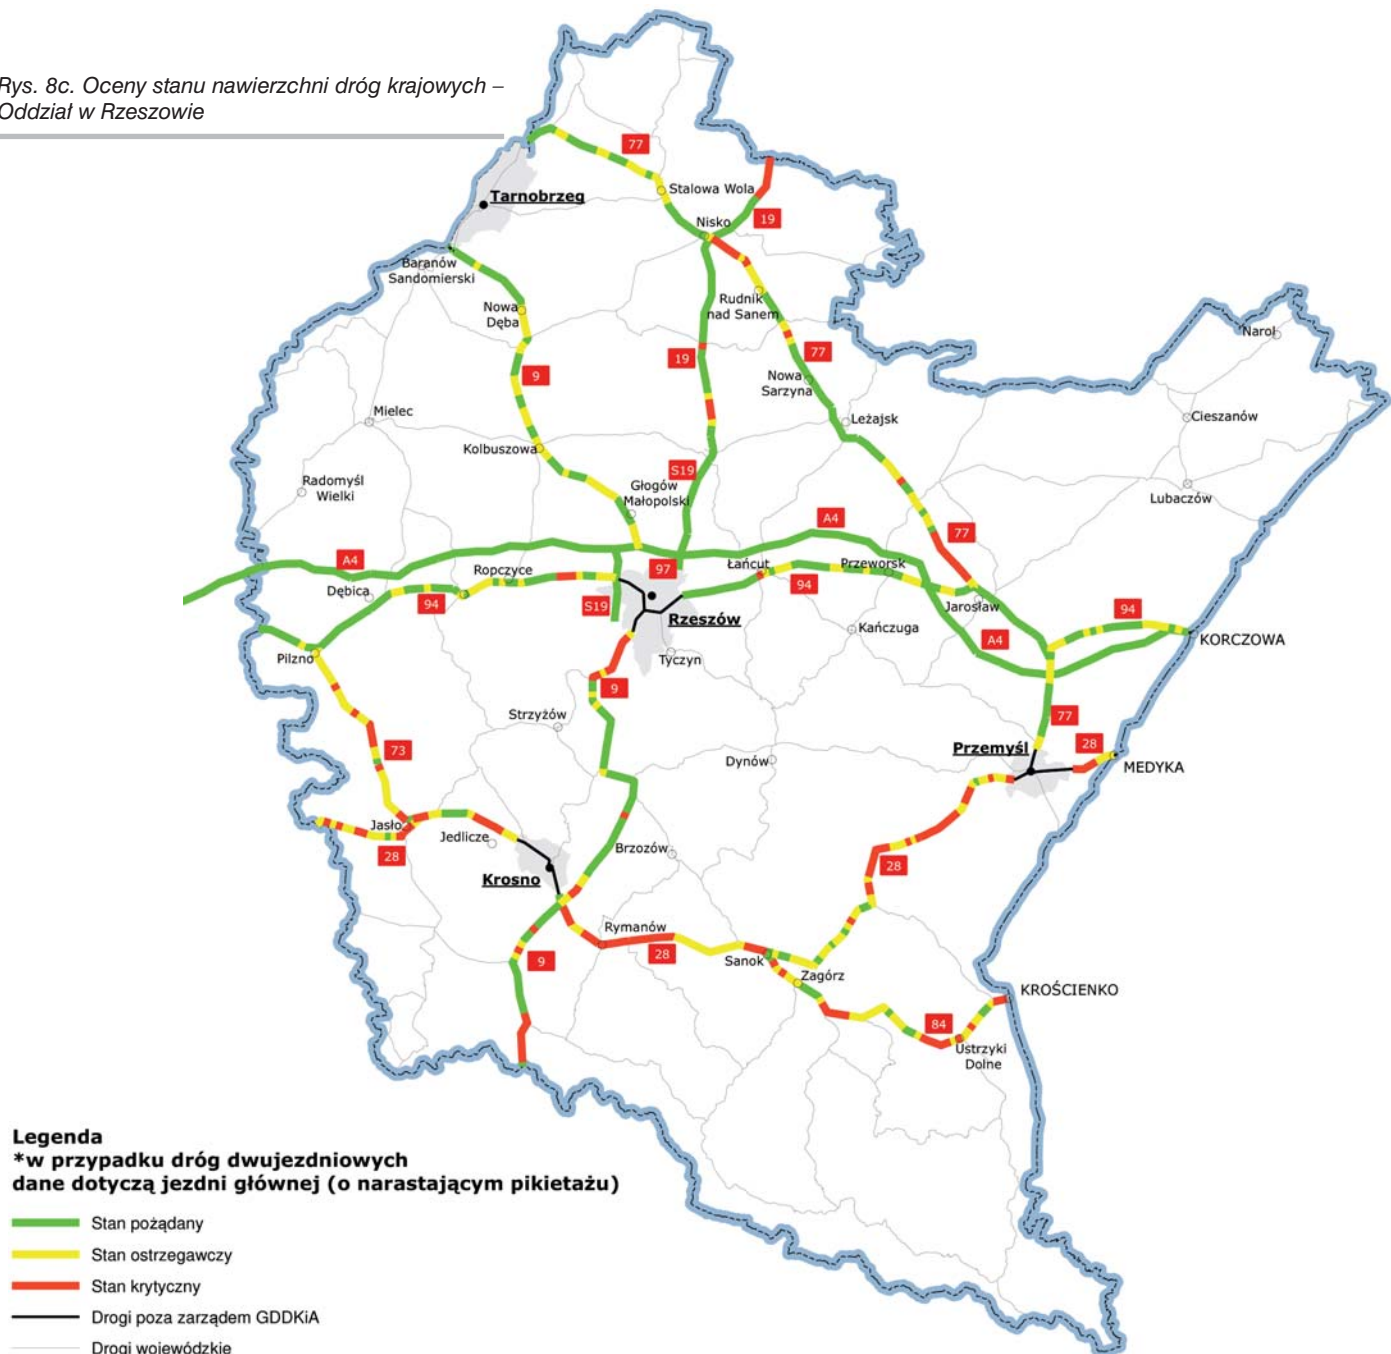 Rys. 8c. Oceny stanu nawierzchni dróg krajowych –
Oddział w Rzeszowie
77
Tarnobrzeg
Stalowa Wola
19
Nisko
Baranów
Sandomierski
Rudnik
nad Sanem
Nowa
Dęba
Narol
77
19
9
Nowa
Sarzyna
Mielec
Cieszanów
Leżajsk
Kolbuszowa
S19
Radomyśl
Wielki
Głogów
Małopolski
Lubaczów
A4
77
A4
97
Łańcut
Przeworsk
Ropczyce
94
Dębica
94
S19
Jarosław
94
Rzeszów
Kańczuga
A4
KORCZOWA
Pilzno
Tyczyn
9
Strzyżów
77
73
Przemyśl
28
Dynów
MEDYKA
Jasło
Jedlicze
28
Brzozów
28
Krosno
Rymanów
9
28
Sanok
Zagórz
KROŚCIENKO
84
Ustrzyki
Dolne
Legenda
*w przypadku dróg dwujezdniowych
dane dotyczą jezdni głównej (o narastającym pikietażu)
Stan pożądany
Stan ostrzegawczy
Stan krytyczny
Drogi poza zarządem GDDKiA
Drogi wojewódzkie